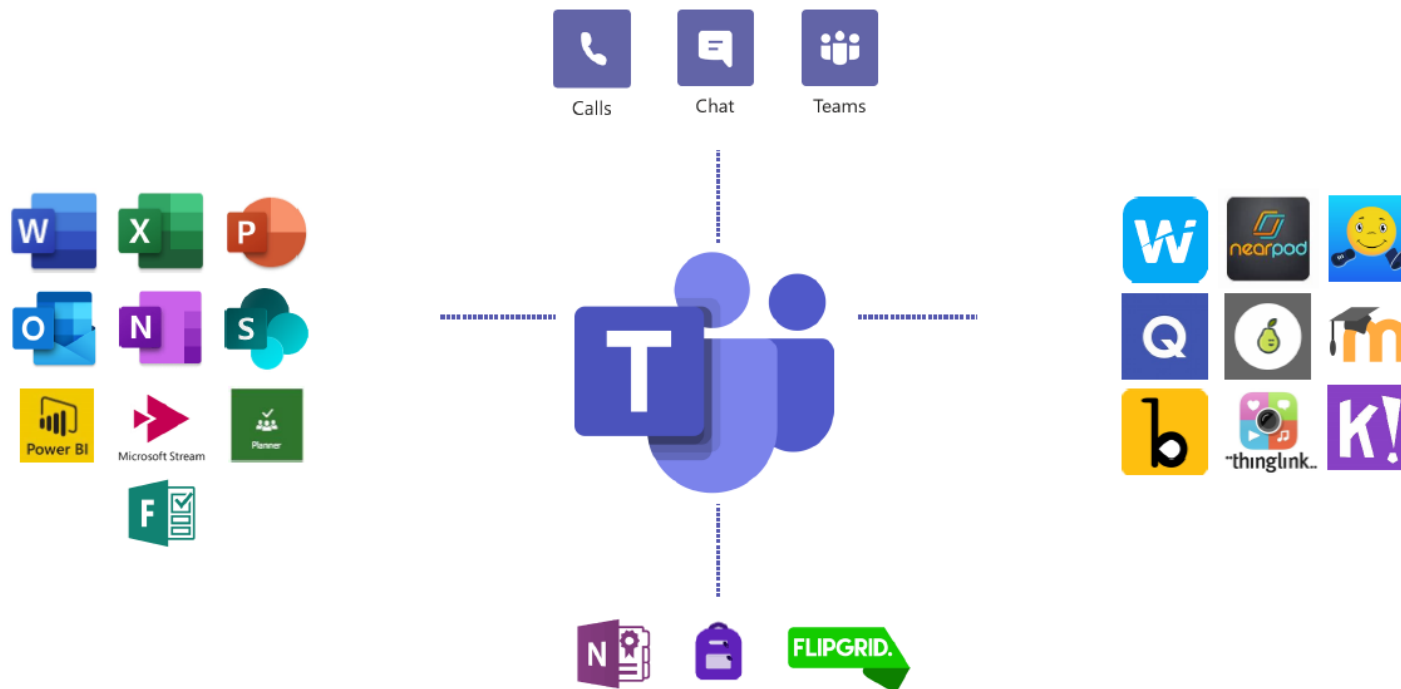 Calls
Chat
Teams
W
X
P
O
N
S
Power BI
Microsoft Stream
Planner
F
T
W
nearpod
Q
m
b
thinglink..
K!
N
FLIPGRID.